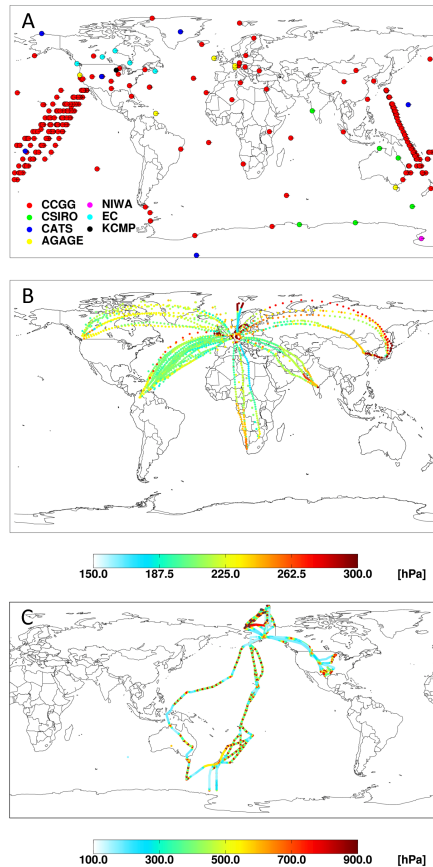 A
CCGG
CSIRO
CATS
AGAGE
NIWA
EC
KCMP
B
150.0 187.5 225.0 262.5 300.0 [hPa]
C
100.0 300.0 500.0 700.0 900.0 [hPa]